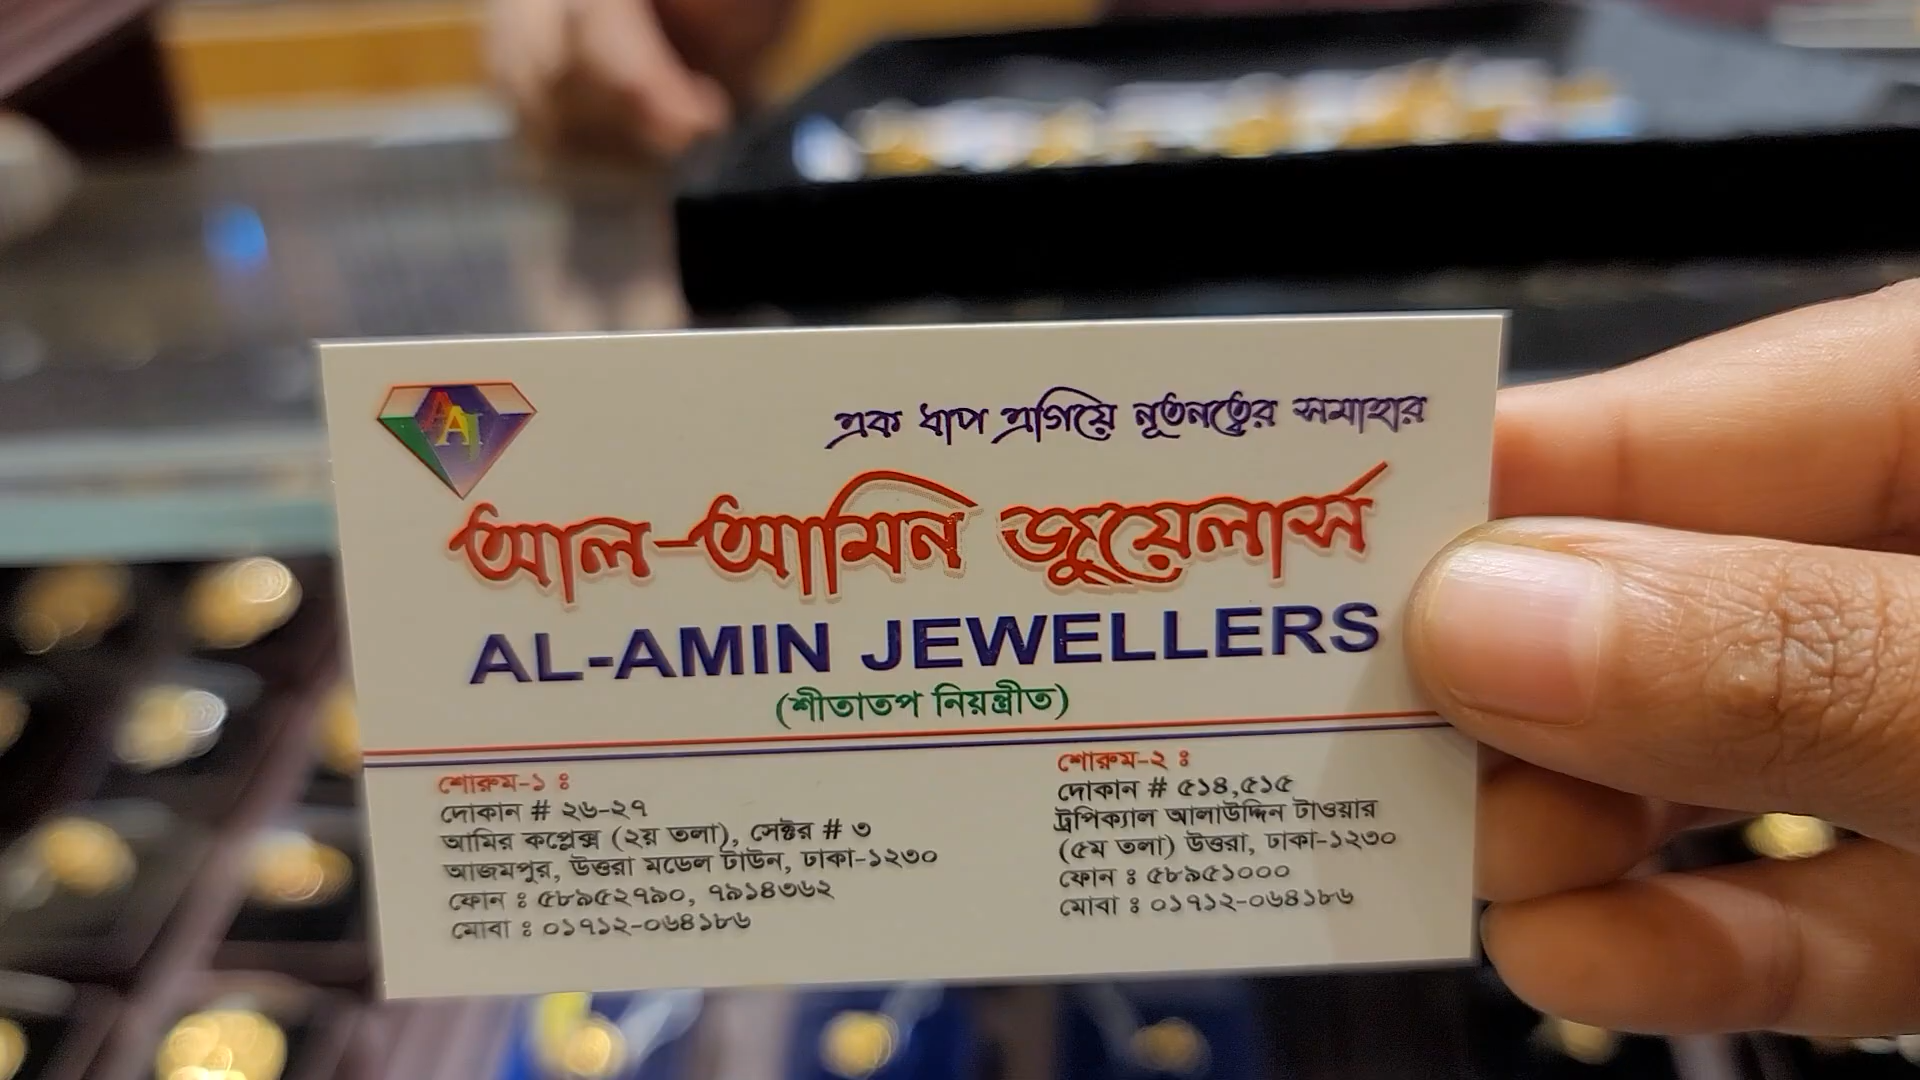 AAJ
এক ধাপ এগিয়ে নূতনত্বের সমাহার
আল-আমিন জুয়েলার্স
AL-AMIN JEWELLERS
(শীতাতপ নিয়ন্ত্রীত)
শোরুম-১ ঃ
দোকান # ২৬-২৭
আমির কপ্লেক্স (২য় তলা), সেক্টর # ৩
আজমপুর, উত্তরা মডেল টাউন, ঢাকা-১২৩০
ফোন ঃ ৫৮৯৫২৭৯০, ৭৯১৪৩৬২
মোবা ঃ ০১৭১২-০৬৪১৮৬
শোরুম-২ ঃ
দোকান # ৫১৪,৫১৫
ট্রপিক্যাল আলাউদ্দিন টাওয়ার
(৫ম তলা) উত্তরা, ঢাকা-১২৩০
ফোন ঃ ৫৮৯৫১০০০
মোবা ঃ ০১৭১২-০৬৪১৮৬